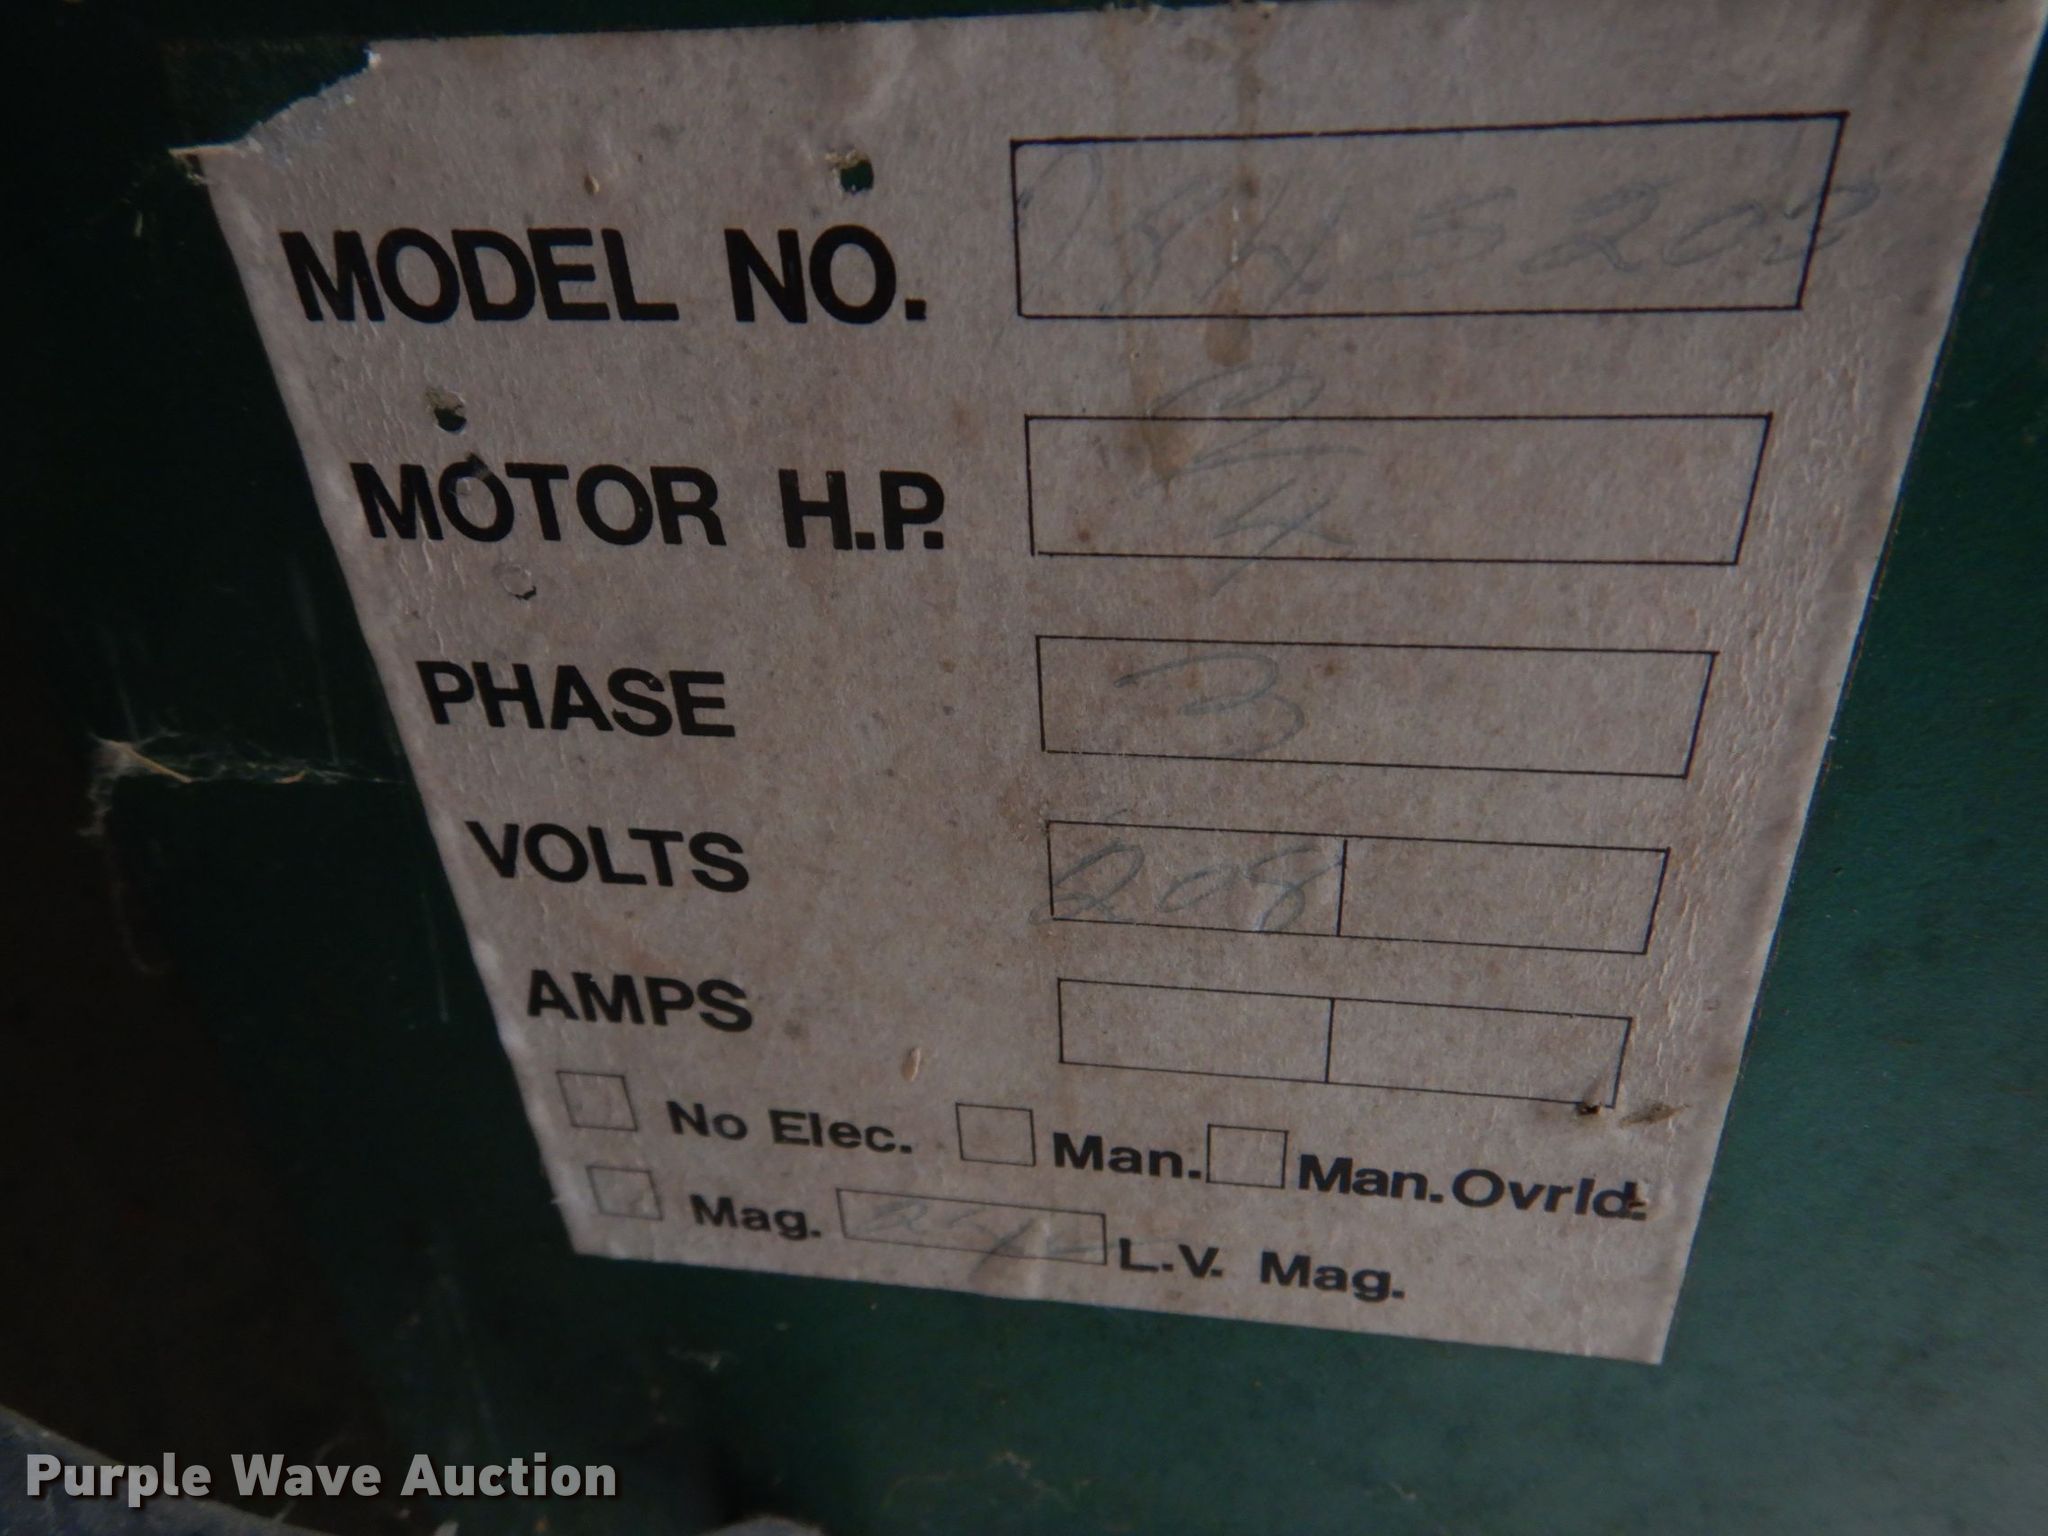 MODEL NO.
MOTOR H.P.
PHASE 3
VOLTS 208
AMPS
No Elec. Man. Man. Ovrld.
Mag. L.V. Mag.
Purple Wave Auction